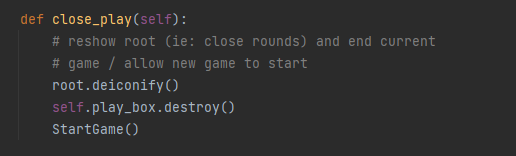 def close_play(self):
    # reshow root (ie: close rounds) and end current
    # game / allow new game to start
    root.deiconify()
    self.play_box.destroy()
    StartGame()